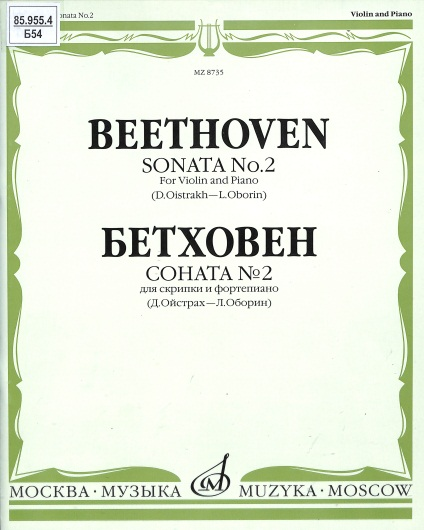 85.955.4
Б54
onata No.2
Violin and Piano
MZ 8735
BEETHOVEN
SONATA No.2
For Violin and Piano
(D.Oistrakh—L.Oborin)
БЕТХОВЕН
СОНАТА №2
для скрипки и фортепиано
(Д.Ойстрах—Л.Оборин)
МОСКВА · МУЗЫКА
MUZYKA · MOSCOW